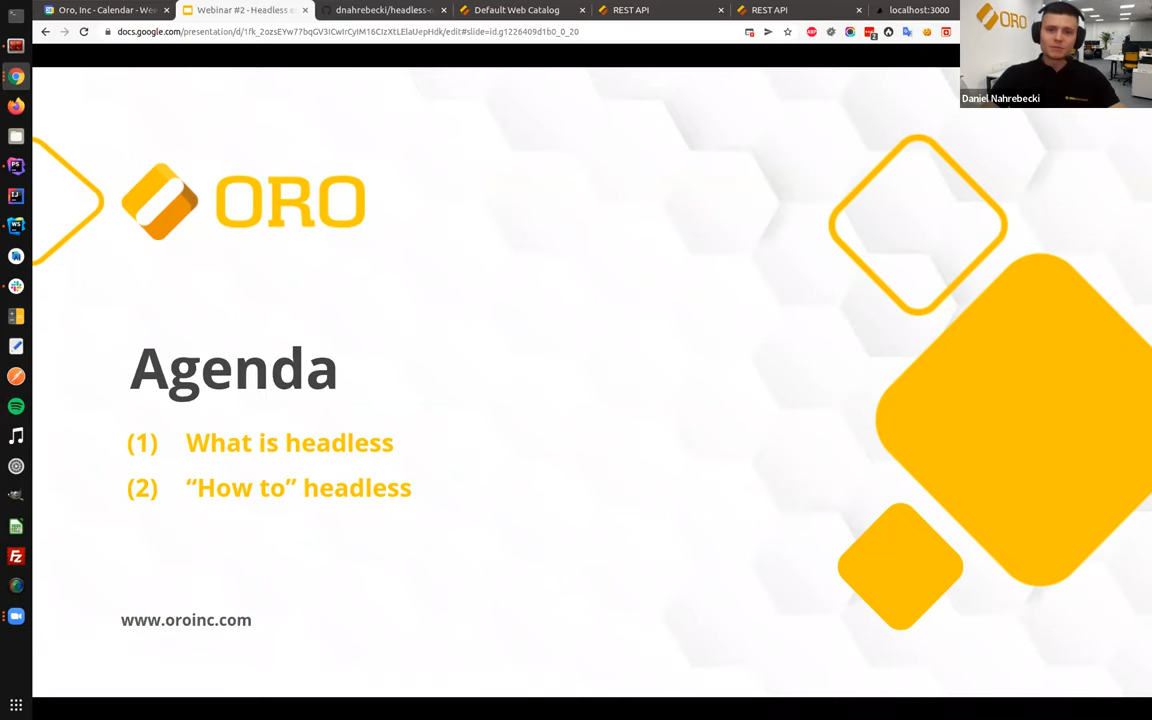 Oro, Inc - Calendar - Wee
Webinar #2 - Headless e
dnahrebecki/headless-o
Default Web Catalog
REST API
REST API
localhost:3000
docs.google.com/presentation/d/1fk_2ozsEYw77bqGV3ICwIrCyIM16CtzXtLElaUepHdk/edit#slide=id.g1226409d1b0_0_20
ORO
Daniel Nahrebecki
ORO
Agenda
(1) What is headless
(2) “How to” headless
www.oroinc.com